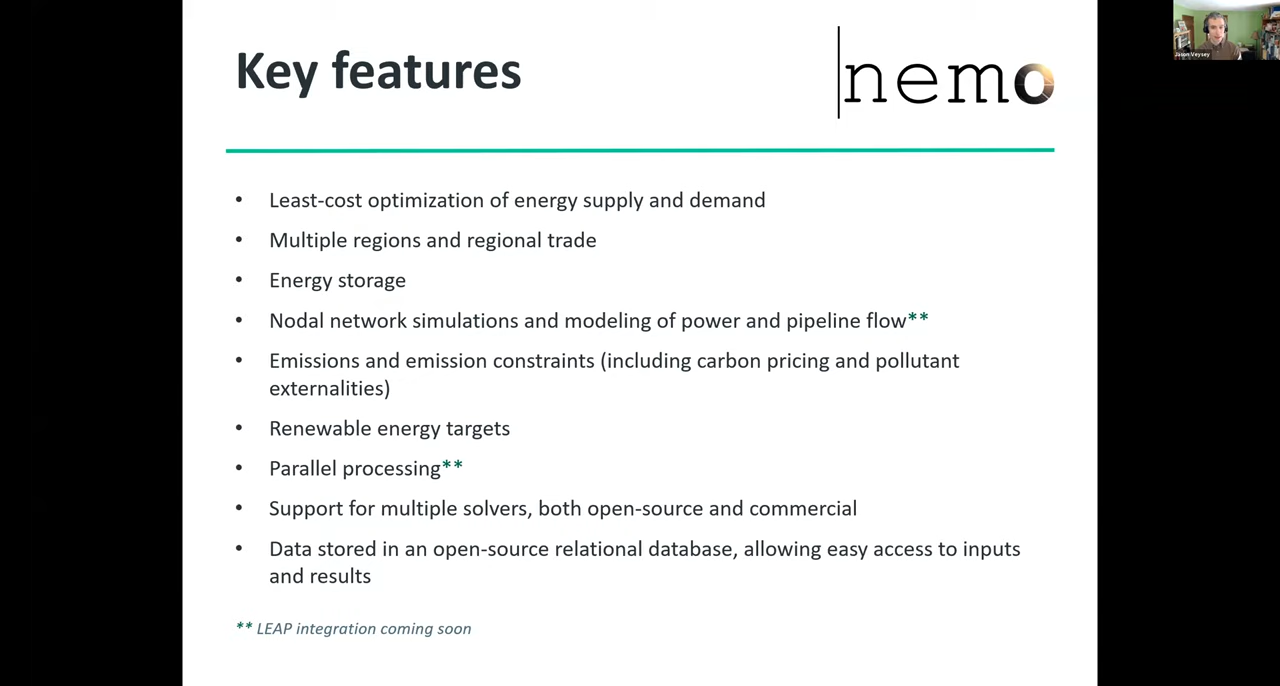 Key features
nemo
Jason Veysey
• Least-cost optimization of energy supply and demand
• Multiple regions and regional trade
• Energy storage
• Nodal network simulations and modeling of power and pipeline flow**
• Emissions and emission constraints (including carbon pricing and pollutant
externalities)
• Renewable energy targets
• Parallel processing**
• Support for multiple solvers, both open-source and commercial
• Data stored in an open-source relational database, allowing easy access to inputs
and results
** LEAP integration coming soon